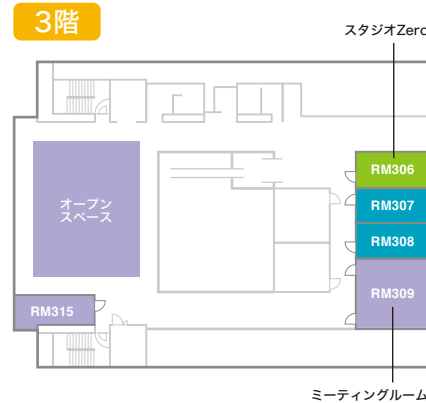 3階
スタジオZero
RM306
オープン
スペース
RM307
RM308
RM309
RM315
ミーティングルーム